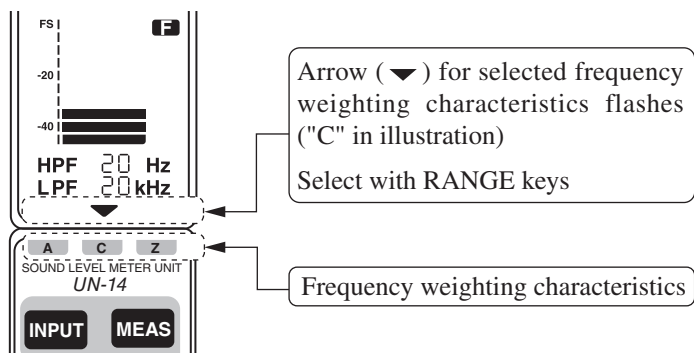 FS
F
-20
-40
HPF 20 Hz
LPF 20 kHz
A C Z
SOUND LEVEL METER UNIT
UN-14
INPUT MEAS
Arrow ( ▼ ) for selected frequency
weighting characteristics flashes
("C" in illustration)
Select with RANGE keys
Frequency weighting characteristics